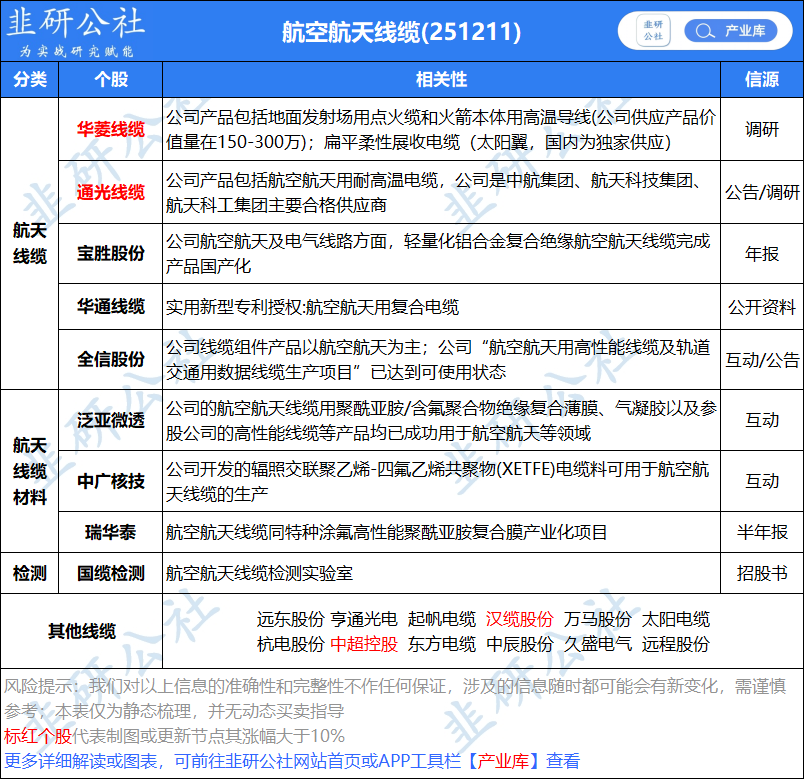 韭研公社
为实战研究赋能
航空航天线缆(251211)
韭研
公社
产业库
分类 个股 相关性 信源
航天
线缆
华菱线缆
公司产品包括地面发射场用点火缆和火箭本体用高温导线(公司供应产品价
值量在150-300万)；扁平柔性展收电缆（太阳翼，国内为独家供应）
调研
通光线缆
公司产品包括航空航天用耐高温电缆，公司是中航集团、航天科技集团、
航天科工集团主要合格供应商
公告/调研
宝胜股份
公司航空航天及电气线路方面，轻量化铝合金复合绝缘航空航天线缆完成
产品国产化
年报
华通线缆
实用新型专利授权:航空航天用复合电缆
公开资料
全信股份
公司线缆组件产品以航空航天为主；公司“航空航天用高性能线缆及轨道
交通用数据线缆生产项目”已达到可使用状态
互动/公告
航天
线缆
材料
泛亚微透
公司的航空航天线缆用聚酰亚胺/含氟聚合物绝缘复合薄膜、气凝胶以及参
股公司的高性能线缆等产品均已成功用于航空航天等领域
互动
中广核技
公司开发的辐照交联聚乙烯-四氟乙烯共聚物(XETFE)电缆料可用于航空航
天线缆的生产
互动
瑞华泰
航空航天线缆同特种涂氟高性能聚酰亚胺复合膜产业化项目
半年报
检测
国缆检测
航空航天线缆检测实验室
招股书
其他线缆
远东股份 亨通光电 起帆电缆 汉缆股份 万马股份 太阳电缆
杭电股份 中超控股 东方电缆 中辰股份 久盛电气 远程股份
风险提示：我们对以上信息的准确性和完整性不作任何保证，涉及的信息随时都可能会有新变化，需谨慎
参考；本表仅为静态梳理，并无动态买卖指导
标红个股代表制图或更新节点其涨幅大于10%
更多详细解读或图表，可前往韭研公社网站首页或APP工具栏【产业库】查看